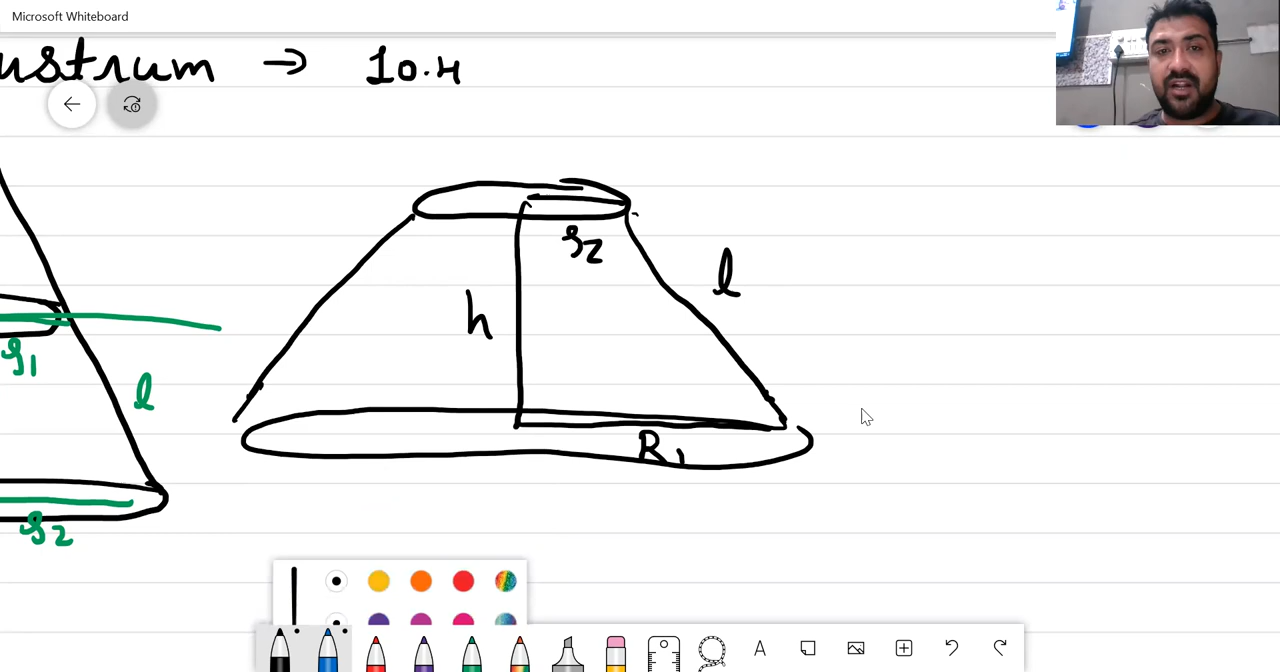 Microsoft Whiteboard
ustrum → 10.4
r2
l
h
r1
l
R1
r2
A